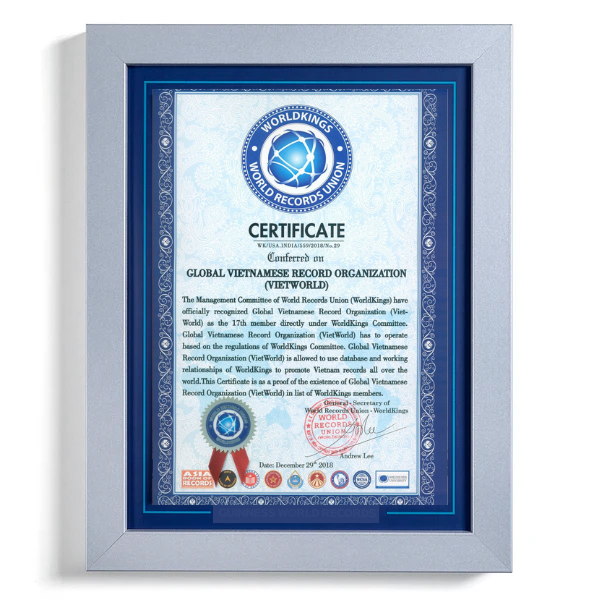 WORLDKINGS
WORLD RECORDS UNION
CERTIFICATE
WK/USA.INDIA/559/2018/No.29
Conferred on
GLOBAL VIETNAMESE RECORD ORGANIZATION
(VIETWORLD)
The Management Committee of World Records Union (WorldKings) have
officially recognized Global Vietnamese Record Organization (Viet-
World) as the 17th member directly under WorldKings Committee.
Global Vietnamese Record Organization (VietWorld) has to operate
based on the regulations of WorldKings Committee. Global Vietnamese
Record Organization (VietWorld) is allowed to use database and working
relationships of WorldKings to promote Vietnam records all over the
world.This Certificate is as a proof of the existence of Global Vietnamese
Record Organization (VietWorld) in list of WorldKings members.
General - Secretary of
World Records Union - WorldKings
WORLD
RECORDS
UNION
Andrew Lee
Date: December 29th 2018
ASIA
BOOK OF
RECORDS